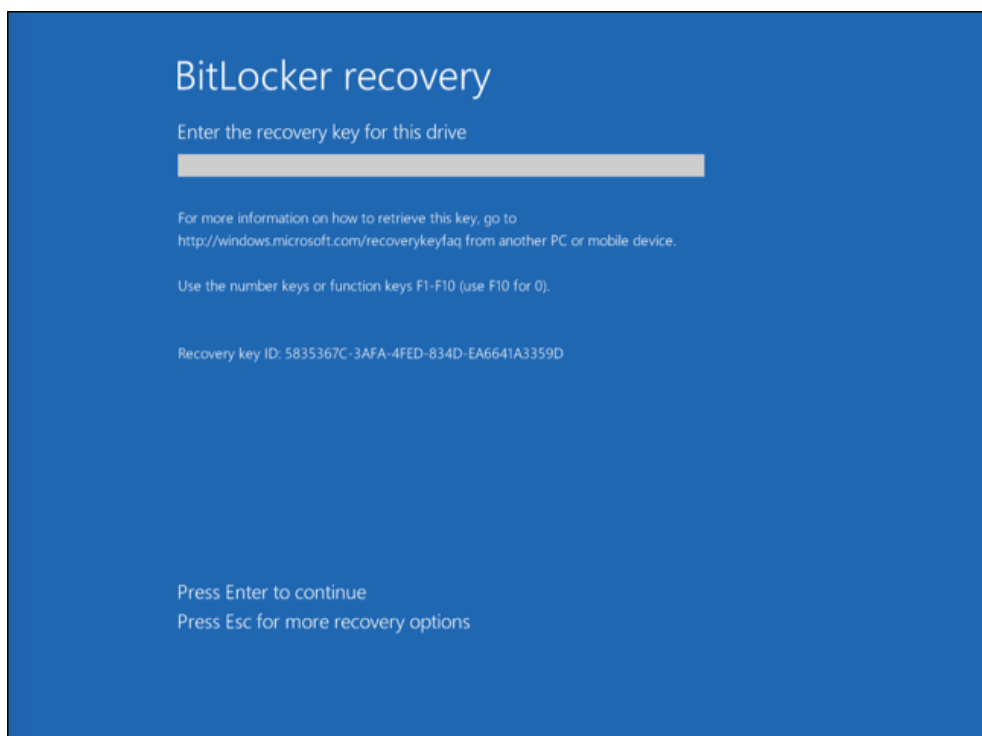 BitLocker recovery
Enter the recovery key for this drive
For more information on how to retrieve this key, go to
http://windows.microsoft.com/recoverykeyfaq from another PC or mobile device.
Use the number keys or function keys F1-F10 (use F10 for 0).
Recovery key ID: 5835367C-3AFA-4FED-834D-EA6641A3359D
Press Enter to continue
Press Esc for more recovery options